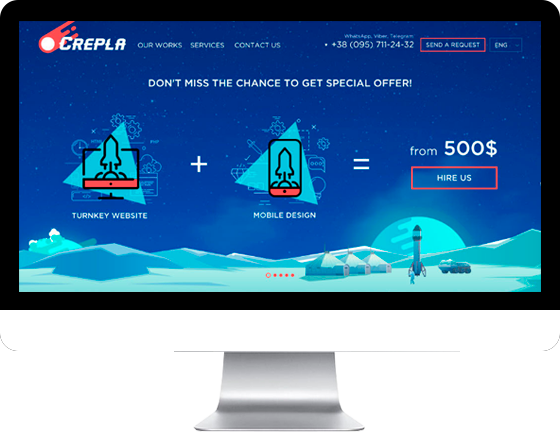 CREPLA
OUR WORKS SERVICES CONTACT US
WhatsApp, Viber, Telegram
+38 (095) 711-24-32
SEND A REQUEST
ENG
DON'T MISS THE CHANCE TO GET SPECIAL OFFER!
+
=
from 500$
HIRE US
TURNKEY WEBSITE
MOBILE DESIGN